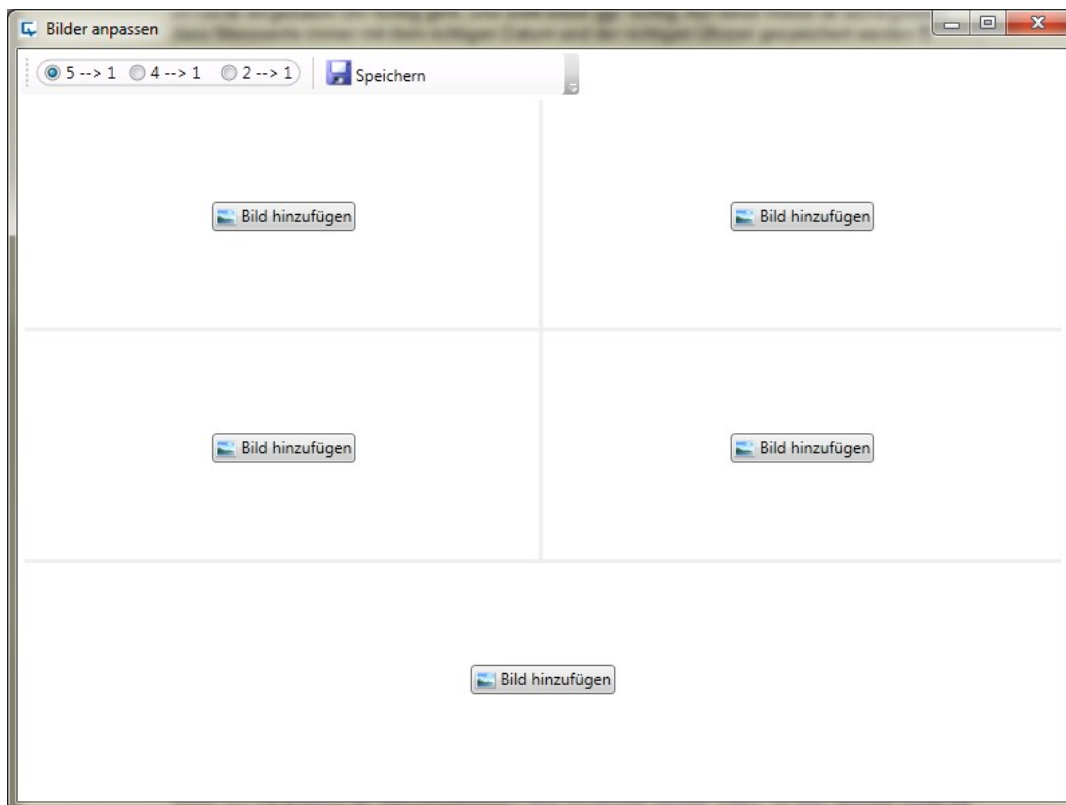 Bilder anpassen
5 --> 1 4 --> 1 2 --> 1 Speichern
Bild hinzufügen Bild hinzufügen
Bild hinzufügen Bild hinzufügen
Bild hinzufügen